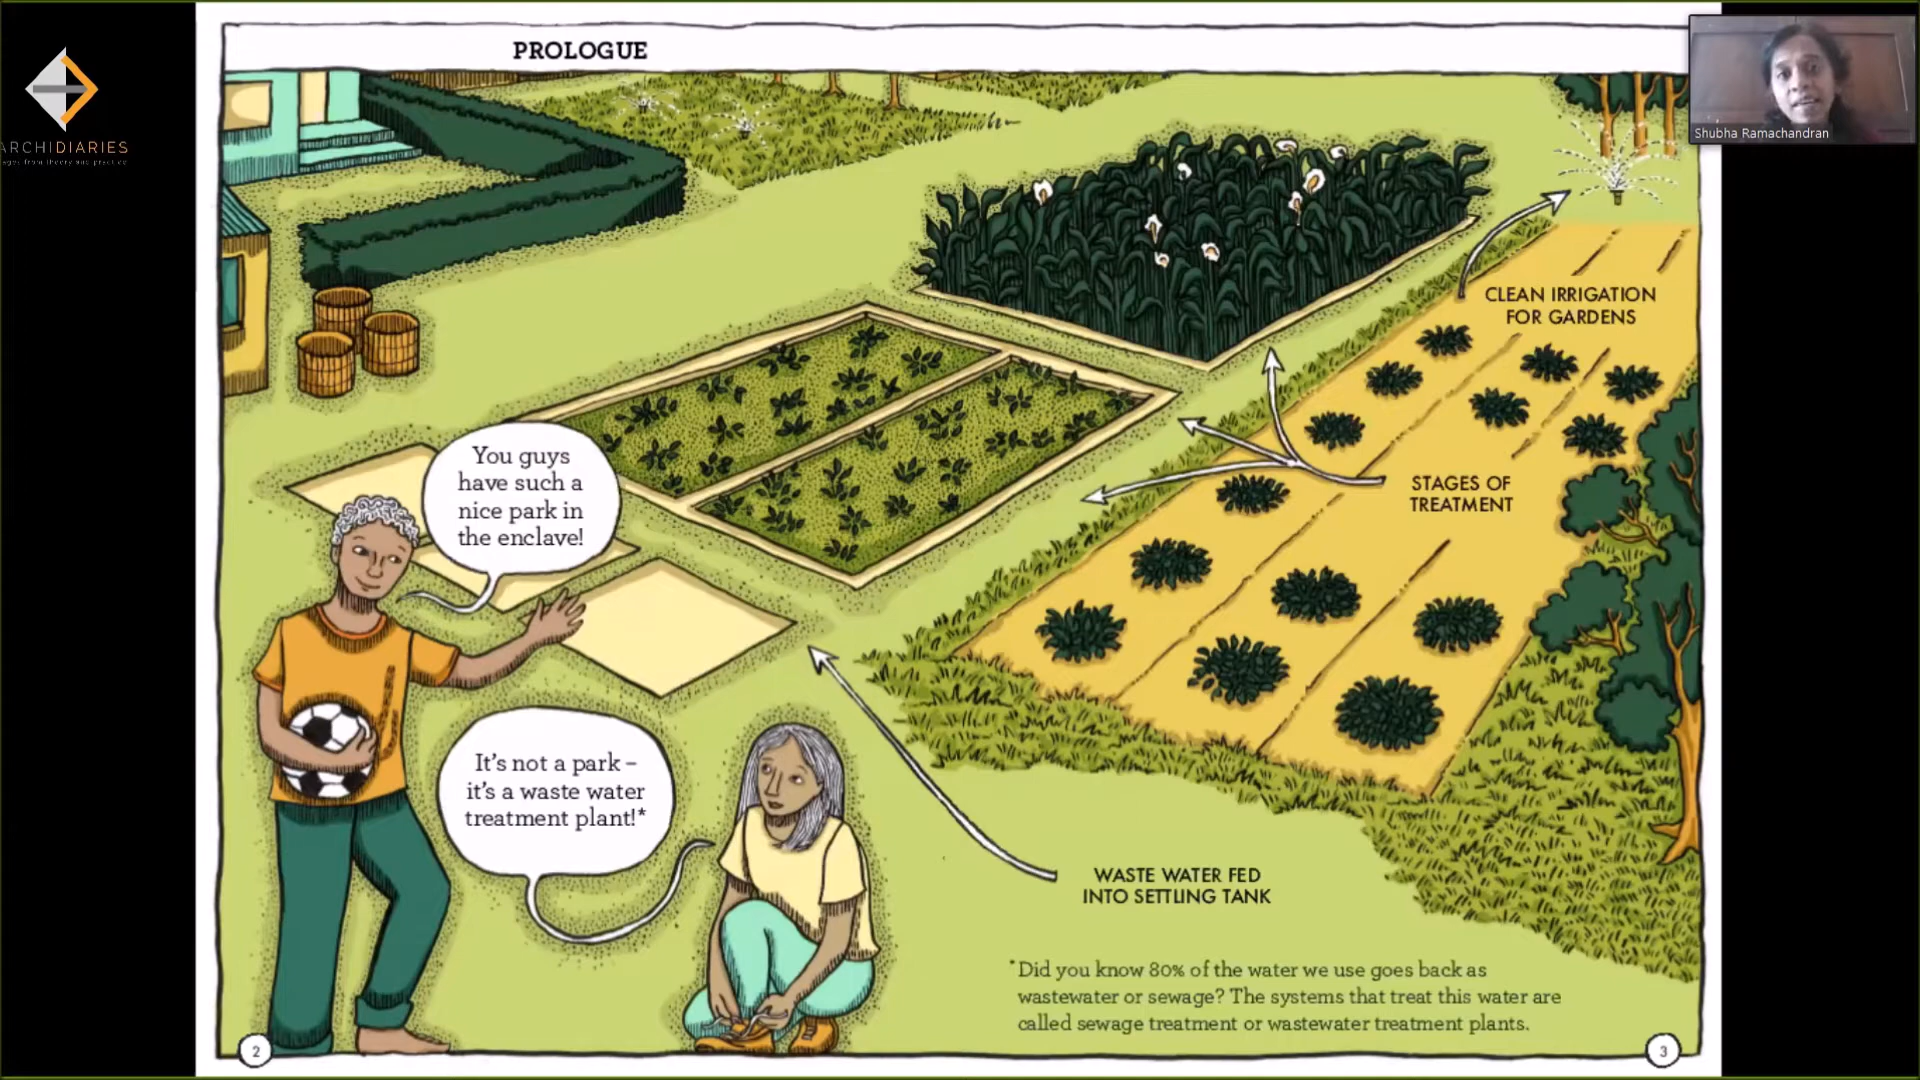 PROLOGUE
ARCHIDIARIES
Shubha Ramachandran
CLEAN IRRIGATION
FOR GARDENS
You guys
have such a
nice park in
the enclave!
STAGES OF
TREATMENT
It's not a park –
it's a waste water
treatment plant!*
WASTE WATER FED
INTO SETTLING TANK
*Did you know 80% of the water we use goes back as
wastewater or sewage? The systems that treat this water are
called sewage treatment or wastewater treatment plants.
2
3